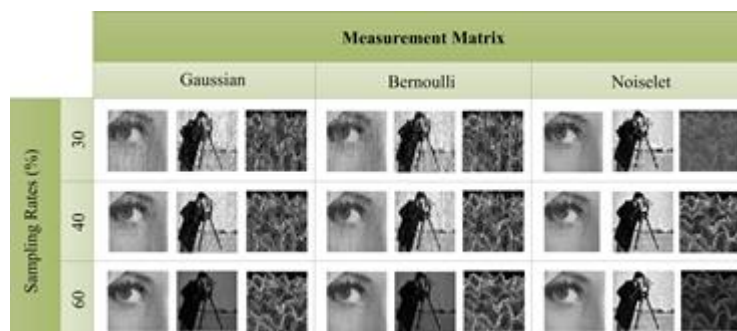 Measurement Matrix
Gaussian Bernoulli Noiselet
Sampling Rates (%)
30
40
60